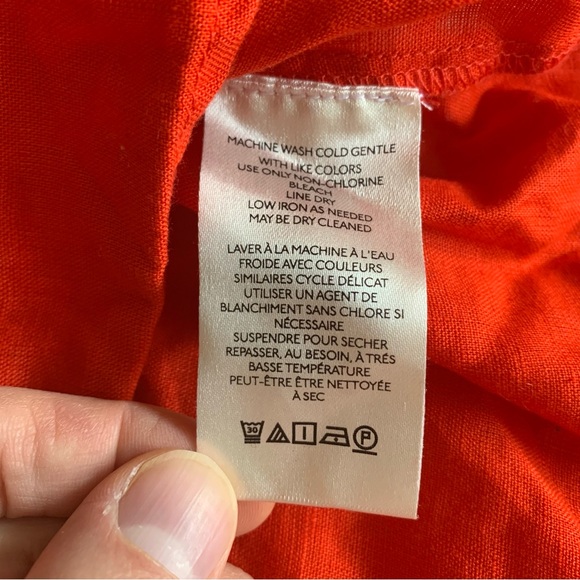 MACHINE WASH COLD GENTLE
WITH LIKE COLORS
USE ONLY NON-CHLORINE
BLEACH
LINE DRY
LOW IRON AS NEEDED
MAY BE DRY CLEANED
LAVER À LA MACHINE À L'EAU
FROIDE AVEC COULEURS
SIMILAIRES CYCLE DÉLICAT
UTILISER UN AGENT DE
BLANCHIMENT SANS CHLORE SI
NÉCESSAIRE
SUSPENDRE POUR SECHER
REPASSER, AU BESOIN, À TRÉS
BASSE TEMPÉRATURE
PEUT-ÊTRE ÊTRE NETTOYÉE
À SEC
30 P